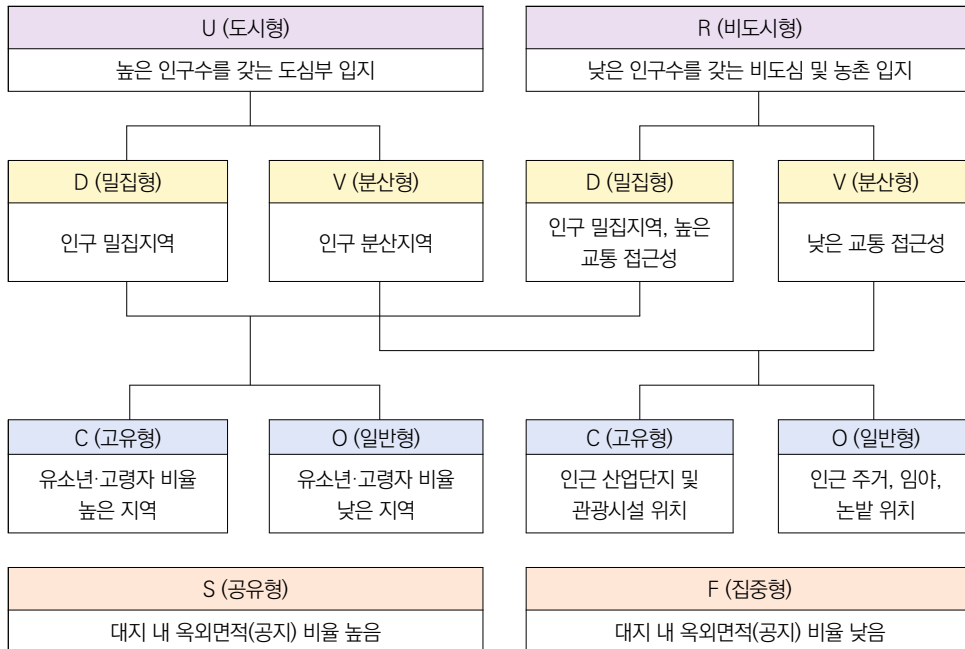 U (도시형)
높은 인구수를 갖는 도심부 입지
R (비도시형)
낮은 인구수를 갖는 비도심 및 농촌 입지
D (밀집형)
인구 밀집지역
V (분산형)
인구 분산지역
D (밀집형)
인구 밀집지역, 높은
교통 접근성
V (분산형)
낮은 교통 접근성
C (고유형)
유소년·고령자 비율
높은 지역
O (일반형)
유소년·고령자 비율
낮은 지역
C (고유형)
인근 산업단지 및
관광시설 위치
O (일반형)
인근 주거, 임야,
논밭 위치
S (공유형)
대지 내 옥외면적(공지) 비율 높음
F (집중형)
대지 내 옥외면적(공지) 비율 낮음